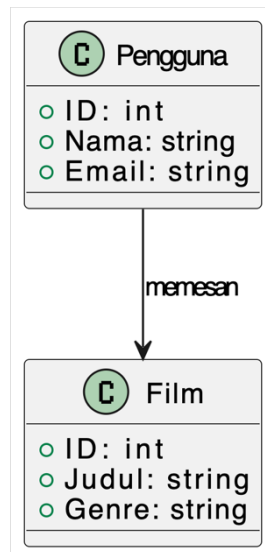 C Pengguna
ID: int
Nama: string
Email: string
memesan
C Film
ID: int
Judul: string
Genre: string